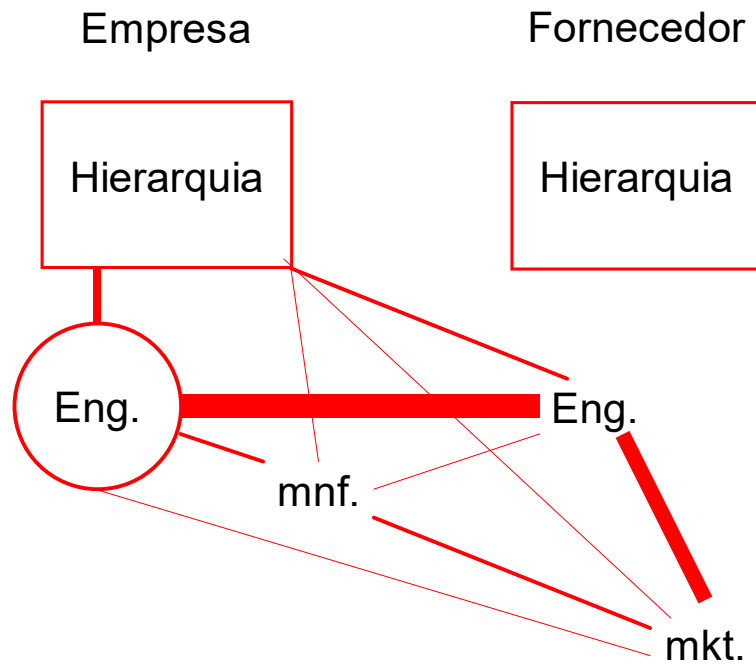 Empresa
Fornecedor
Hierarquia
Hierarquia
Eng.
Eng.
mnf.
mkt.